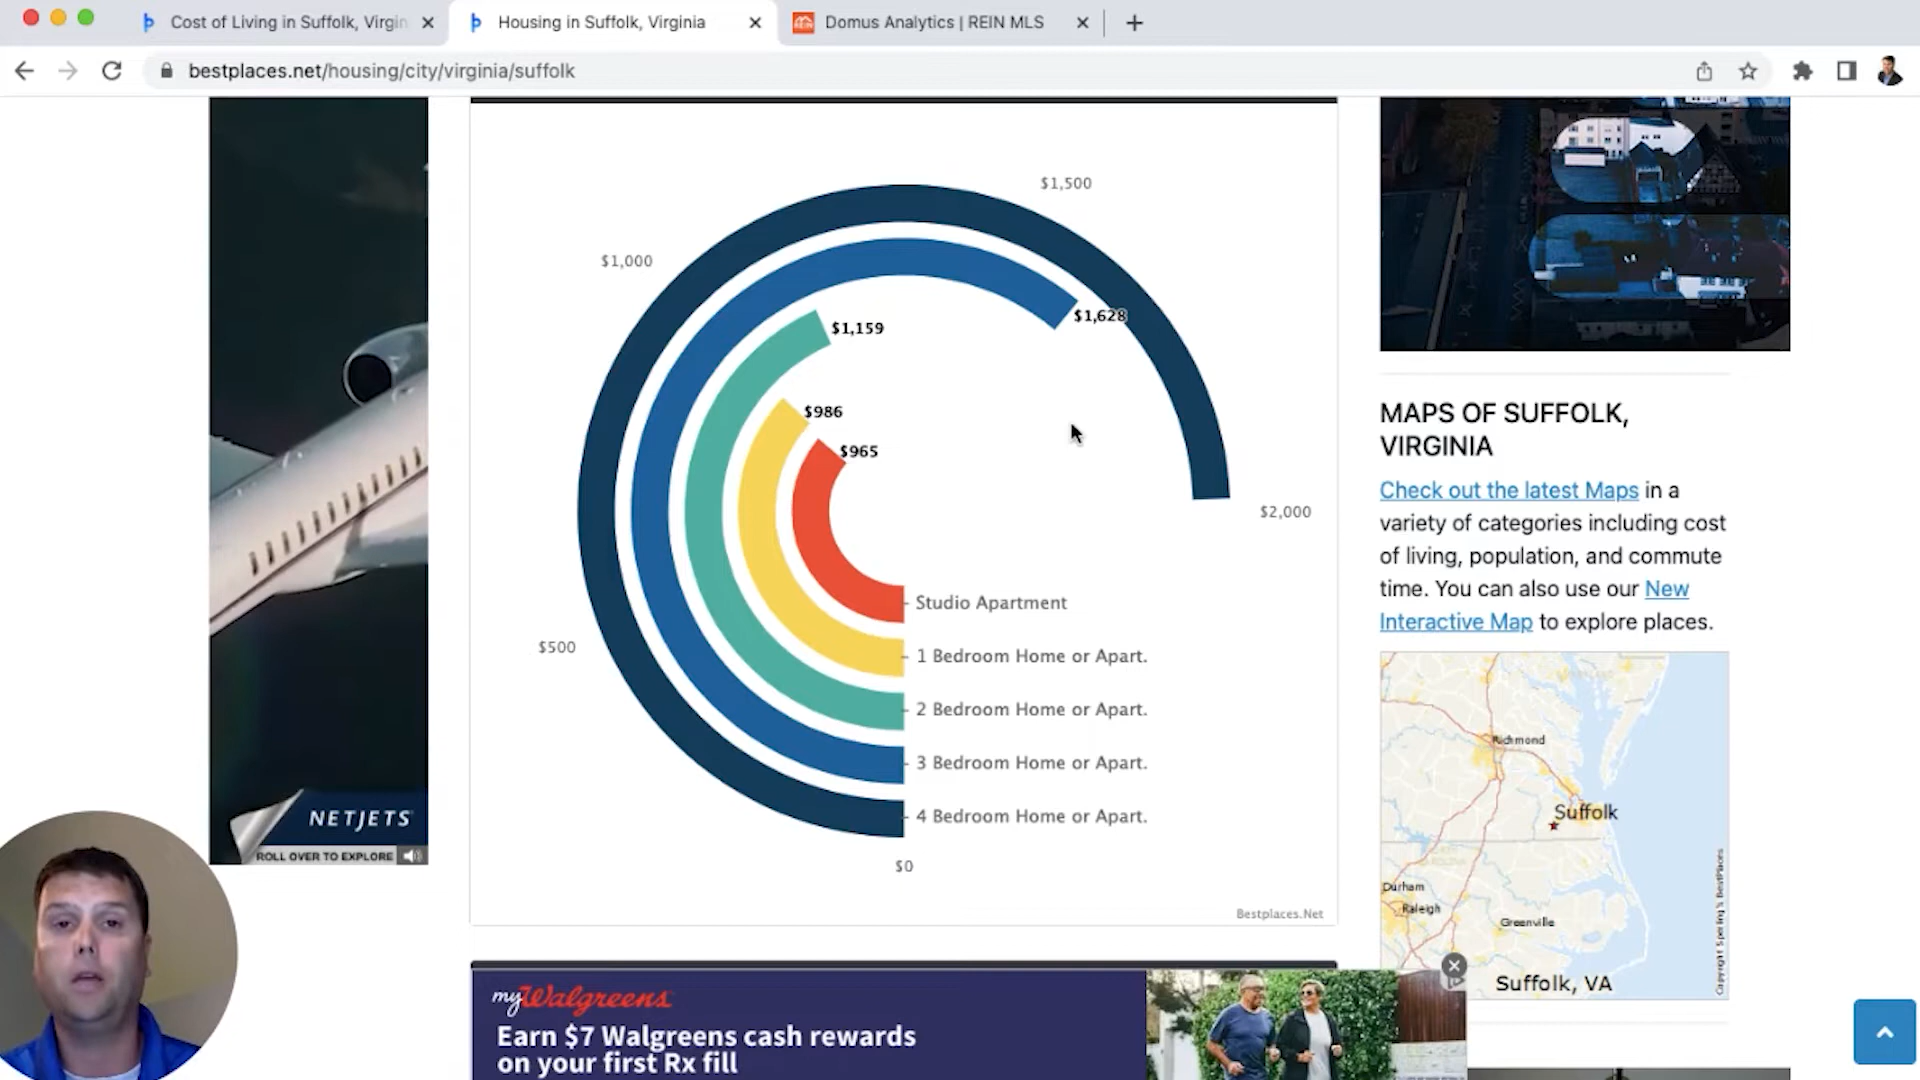 Cost of Living in Suffolk, Virgin
Housing in Suffolk, Virginia
REIN
Domus Analytics | REIN MLS
bestplaces.net/housing/city/virginia/suffolk
$1,500
$1,000
$1,628
$1,159
$986
$965
$2,000
Studio Apartment
$500
1 Bedroom Home or Apart.
2 Bedroom Home or Apart.
3 Bedroom Home or Apart.
4 Bedroom Home or Apart.
$0
Bestplaces.Net
NETJETS
ROLL OVER TO EXPLORE
MAPS OF SUFFOLK,
VIRGINIA
Check out the latest Maps in a
variety of categories including cost
of living, population, and commute
time. You can also use our New
Interactive Map to explore places.
Richmond
Suffolk
Durham
Raleigh
Greenville
Suffolk, VA
Copyright Sperling's BestPlaces
myWalgreens
Earn $7 Walgreens cash rewards
on your first Rx fill